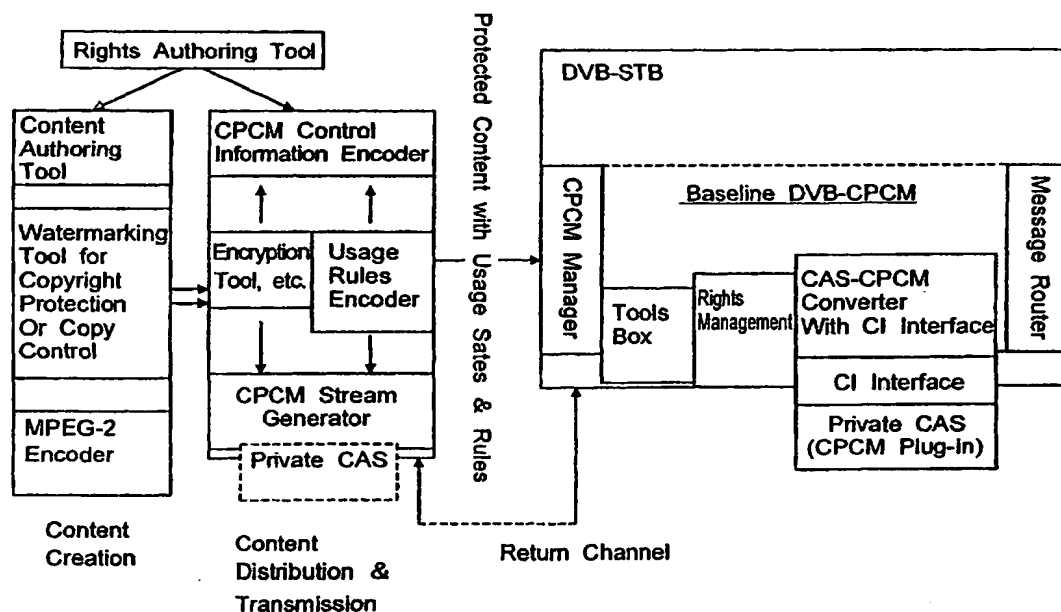 Rights Authoring Tool
Content
Authoring
Tool
Watermarking
Tool for
Copyright
Protection
Or Copy
Control
MPEG-2
Encoder
Content
Creation
CPCM Control
Information Encoder
Encryption
Tool, etc.
Usage
Rules
Encoder
CPCM Stream
Generator
Private CAS
Content
Distribution &
Transmission
Protected Content with Usage Sates & Rules
Return Channel
DVB-STB
CPCM Manager
Baseline DVB-CPCM
Tools
Box
Rights
Management
CAS-CPCM
Converter
With CI Interface
CI Interface
Private CAS
(CPCM Plug-in)
Message Router